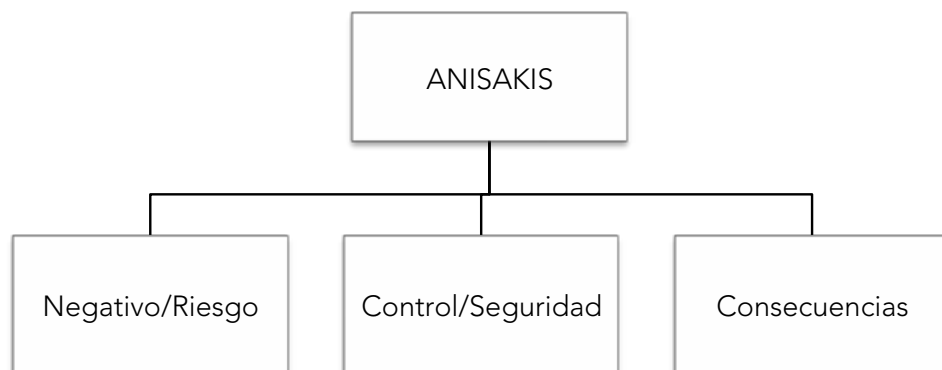 ANISAKIS
Negativo/Riesgo
Control/Seguridad
Consecuencias